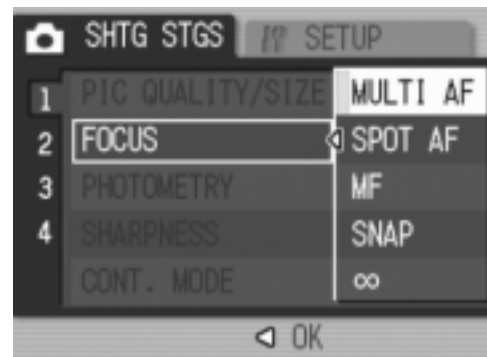 SHTG STGS SETUP
1 PIC QUALITY/SIZE MULTI AF
2 FOCUS SPOT AF
3 PHOTOMETRY MF
4 SHARPNESS SNAP
CONT. MODE ∞
OK